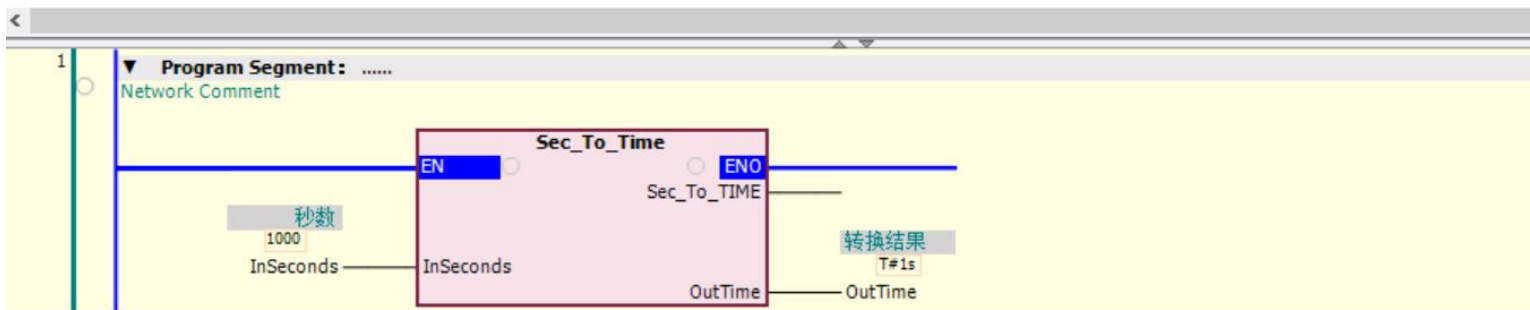 1
▼ Program Segment: ......
Network Comment
Sec_To_Time
EN ENO
Sec_To_TIME
秒数
1000
InSeconds InSeconds
转换结果
T#1s
OutTime OutTime